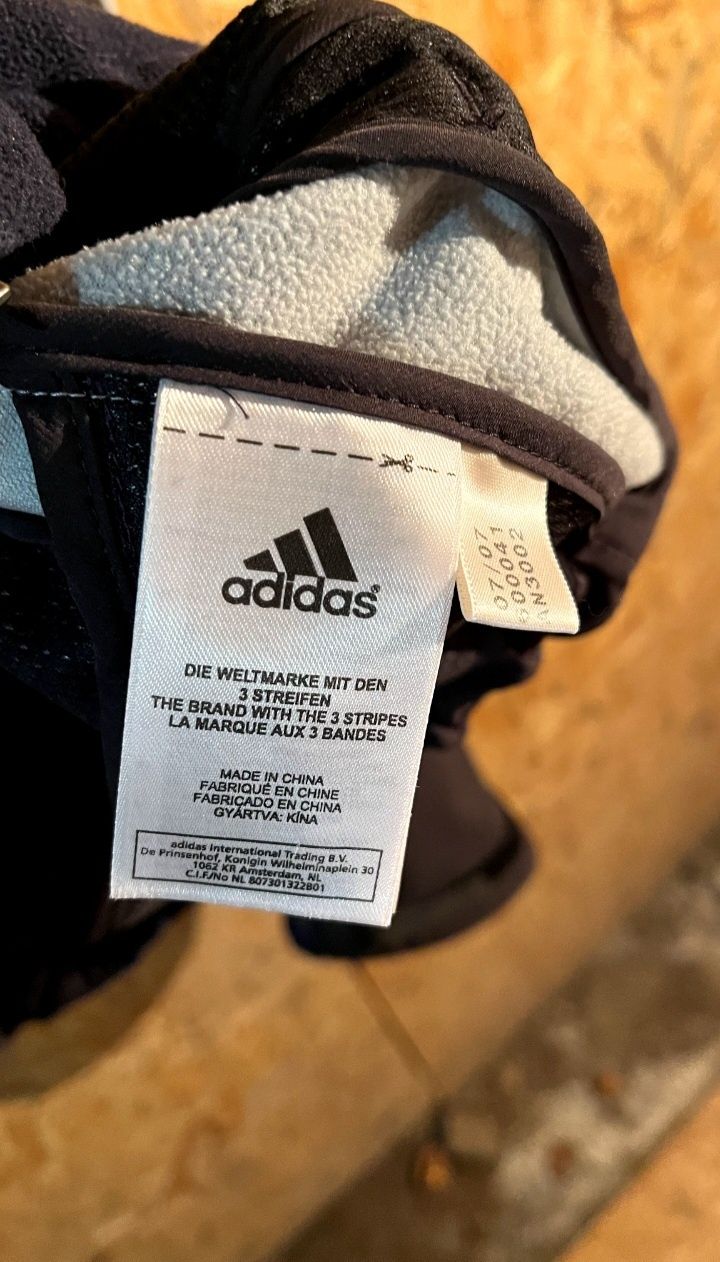 adidas
DIE WELTMARKE MIT DEN
3 STREIFEN
THE BRAND WITH THE 3 STRIPES
LA MARQUE AUX 3 BANDES
MADE IN CHINA
FABRIQUÉ EN CHINE
FABRICADO EN CHINA
GYÁRTVA: KÍNA
adidas International Trading B.V.
De Prinsenhof, Konigin Wilhelminaplein 30
1062 KR Amsterdam, NL
C.I.F./No NL 807301322B01
07/07